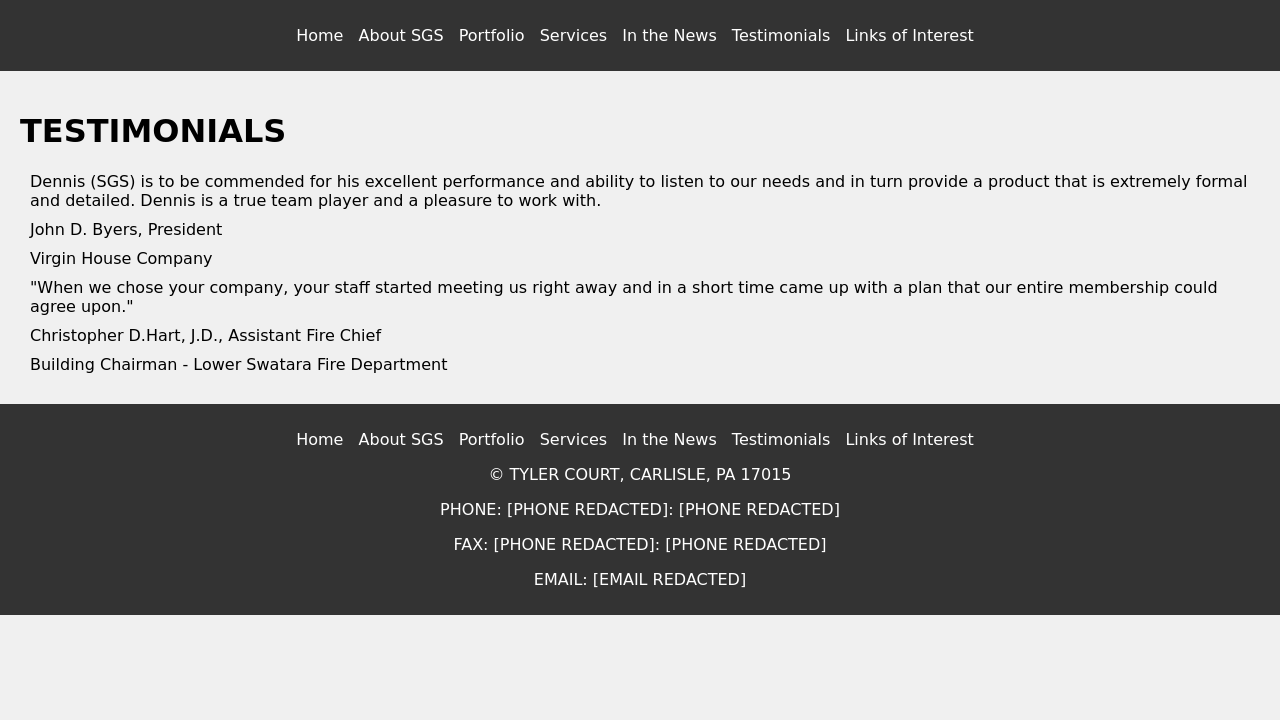 Home About SGS Portfolio Services In the News Testimonials Links of Interest
TESTIMONIALS
Dennis (SGS) is to be commended for his excellent performance and ability to listen to our needs and in turn provide a product that is extremely formal
and detailed. Dennis is a true team player and a pleasure to work with.
John D. Byers, President
Virgin House Company
"When we chose your company, your staff started meeting us right away and in a short time came up with a plan that our entire membership could
agree upon."
Christopher D.Hart, J.D., Assistant Fire Chief
Building Chairman - Lower Swatara Fire Department
Home About SGS Portfolio Services In the News Testimonials Links of Interest
© TYLER COURT, CARLISLE, PA 17015
PHONE: [PHONE REDACTED]: [PHONE REDACTED]
FAX: [PHONE REDACTED]: [PHONE REDACTED]
EMAIL: [EMAIL REDACTED]